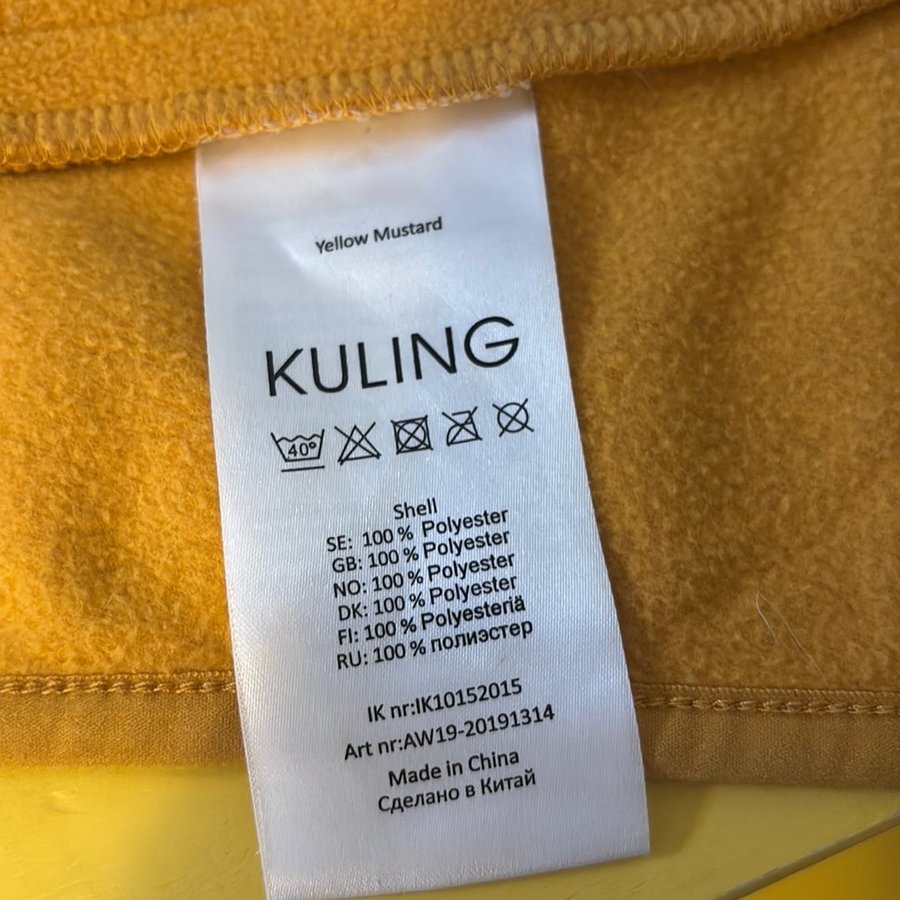 Yellow Mustard
KULING
40º
Shell
SE: 100 % Polyester
GB: 100 % Polyester
NO: 100 % Polyester
DK: 100 % Polyester
FI: 100 % Polyesteriä
RU: 100 % полиэстер
IK nr:IK10152015
Art nr:AW19-20191314
Made in China
Сделано в Китай